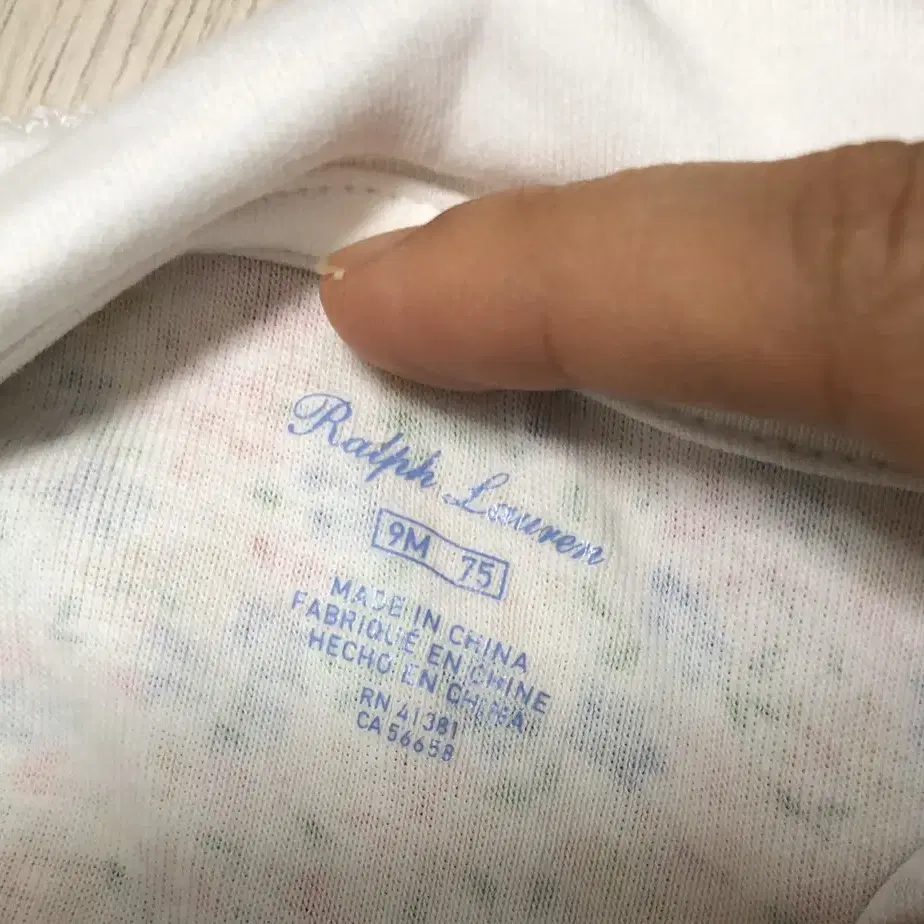 Ralph Lauren
9M 75
MADE IN CHINA
FABRIQUÉ EN CHINE
HECHO EN CHINA
RN 41381
CA 56658